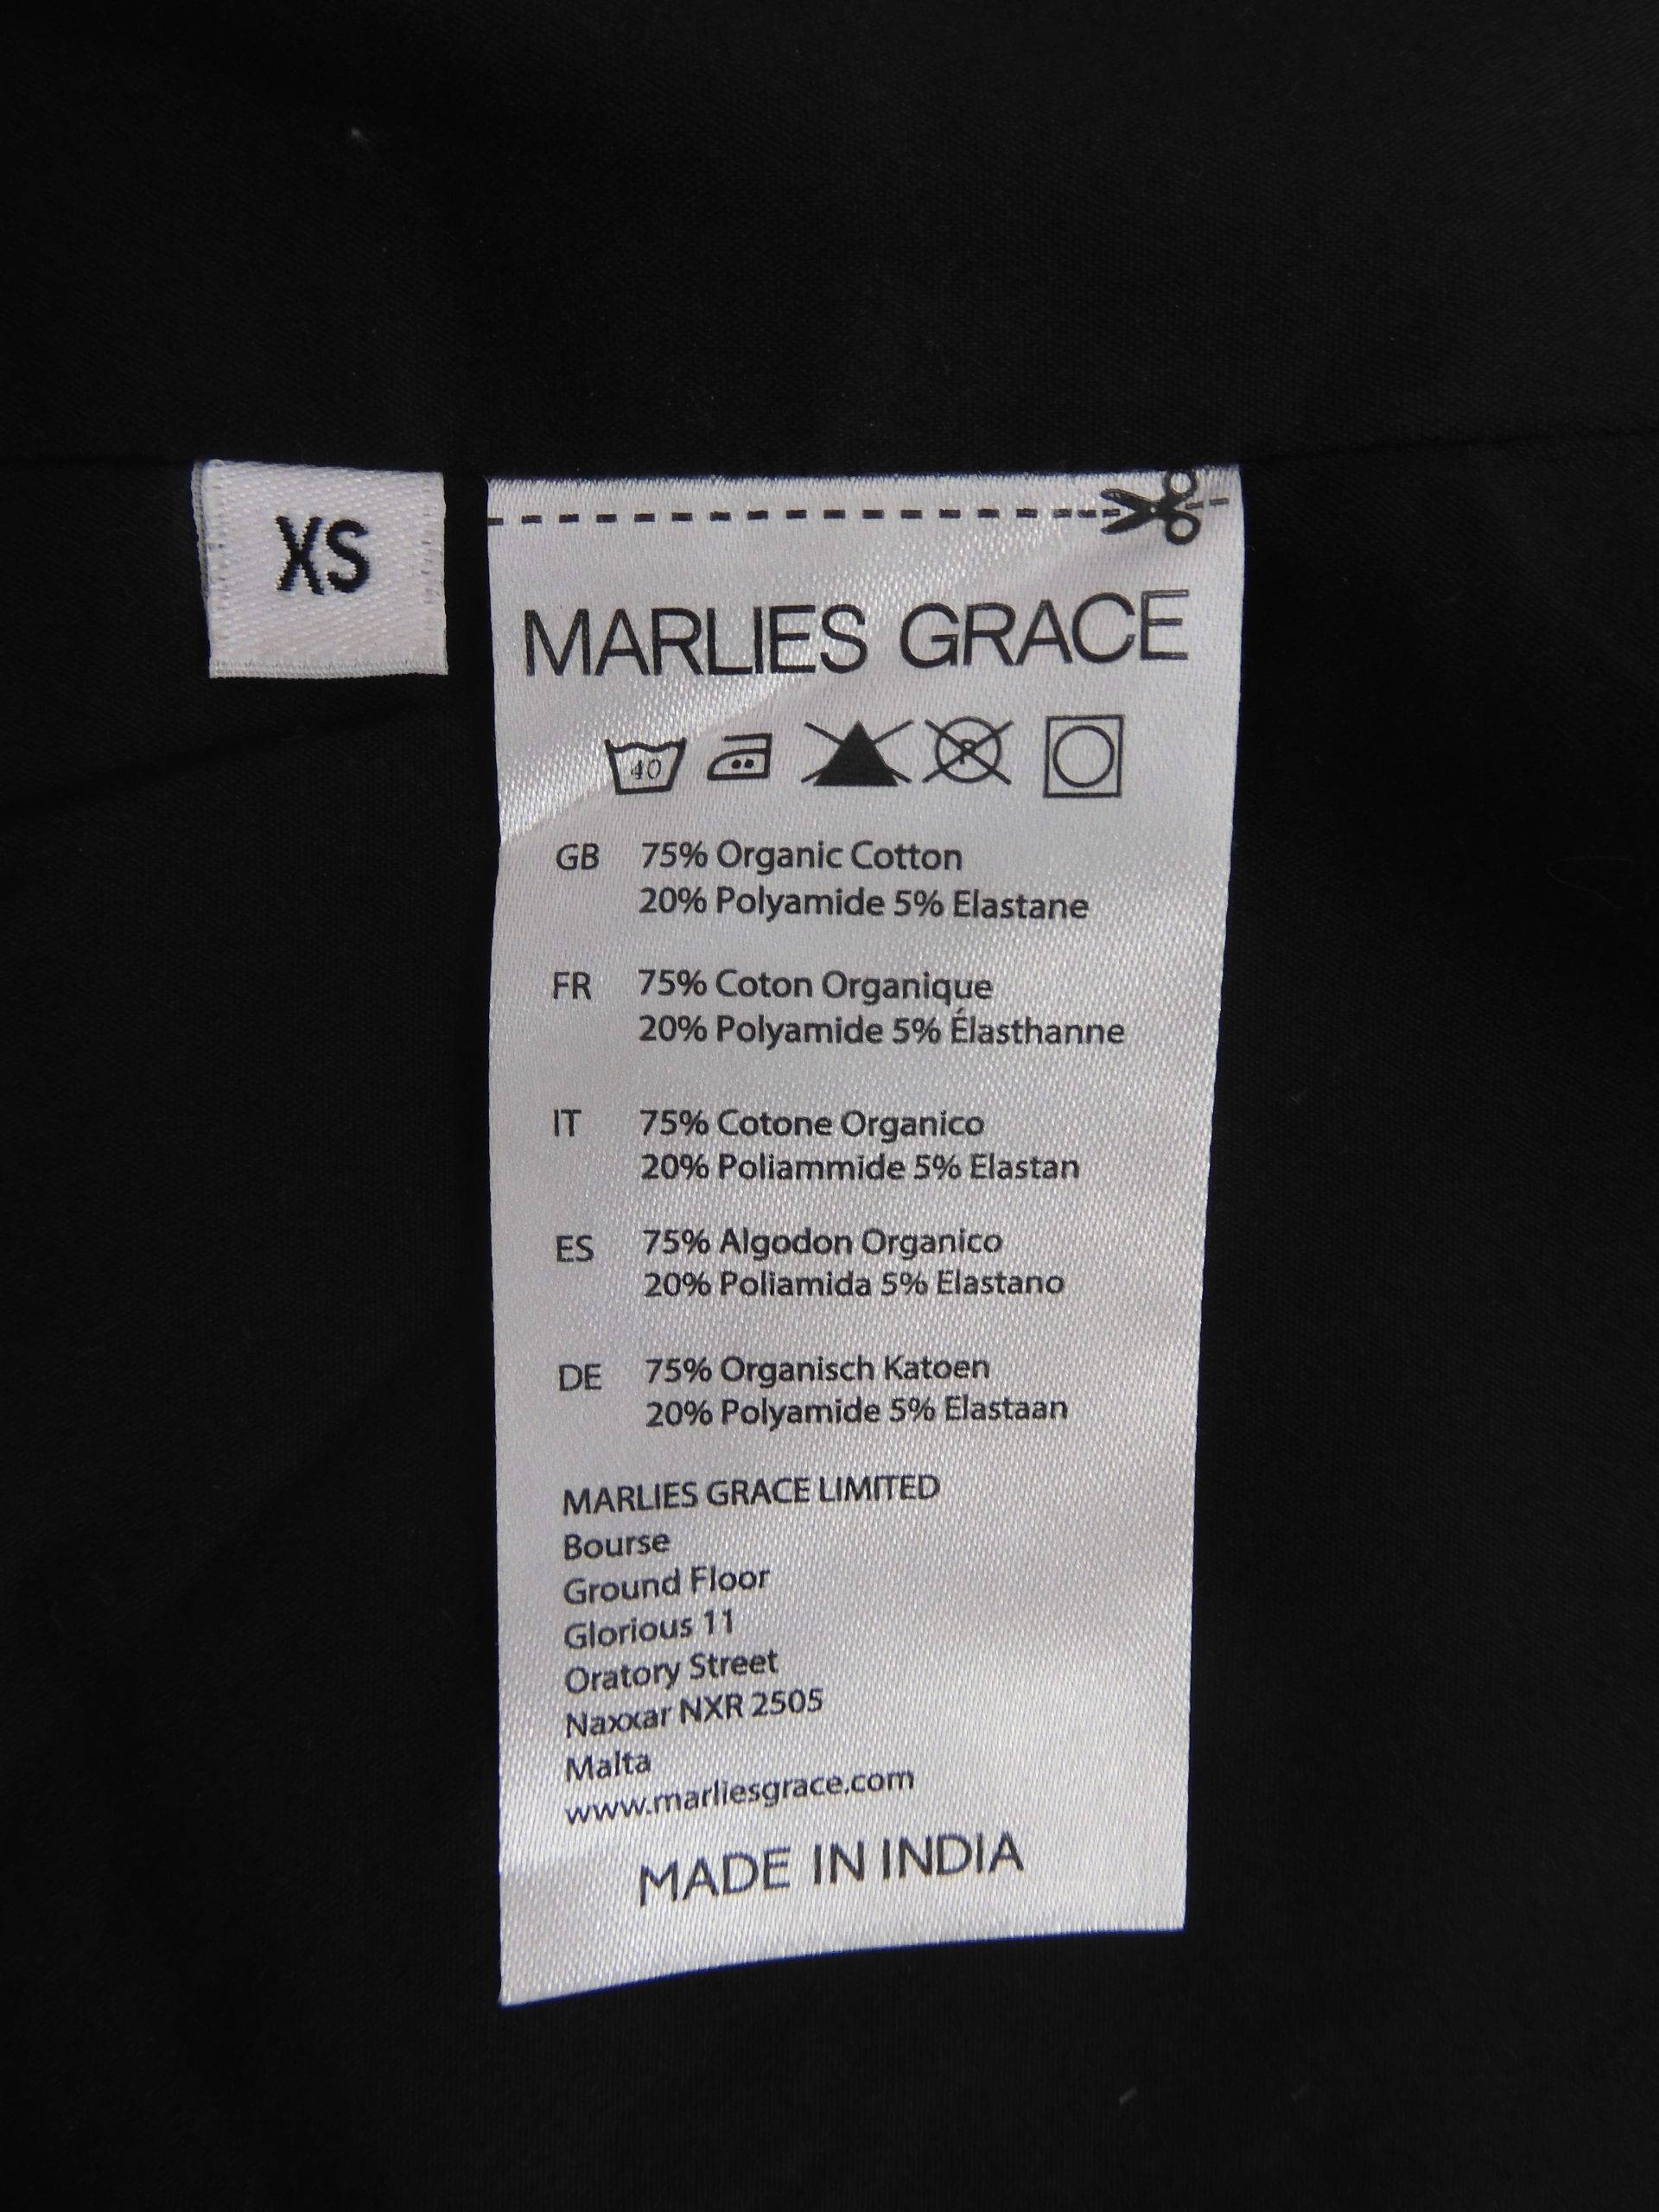 XS
MARLIES GRACE
40
P
GB 75% Organic Cotton
20% Polyamide 5% Elastane
FR 75% Coton Organique
20% Polyamide 5% Élasthanne
IT 75% Cotone Organico
20% Poliammide 5% Elastan
ES 75% Algodon Organico
20% Poliamida 5% Elastano
DE 75% Organisch Katoen
20% Polyamide 5% Elastaan
MARLIES GRACE LIMITED
Bourse
Ground Floor
Glorious 11
Oratory Street
Naxxar NXR 2505
Malta
www.marliesgrace.com
MADE IN INDIA